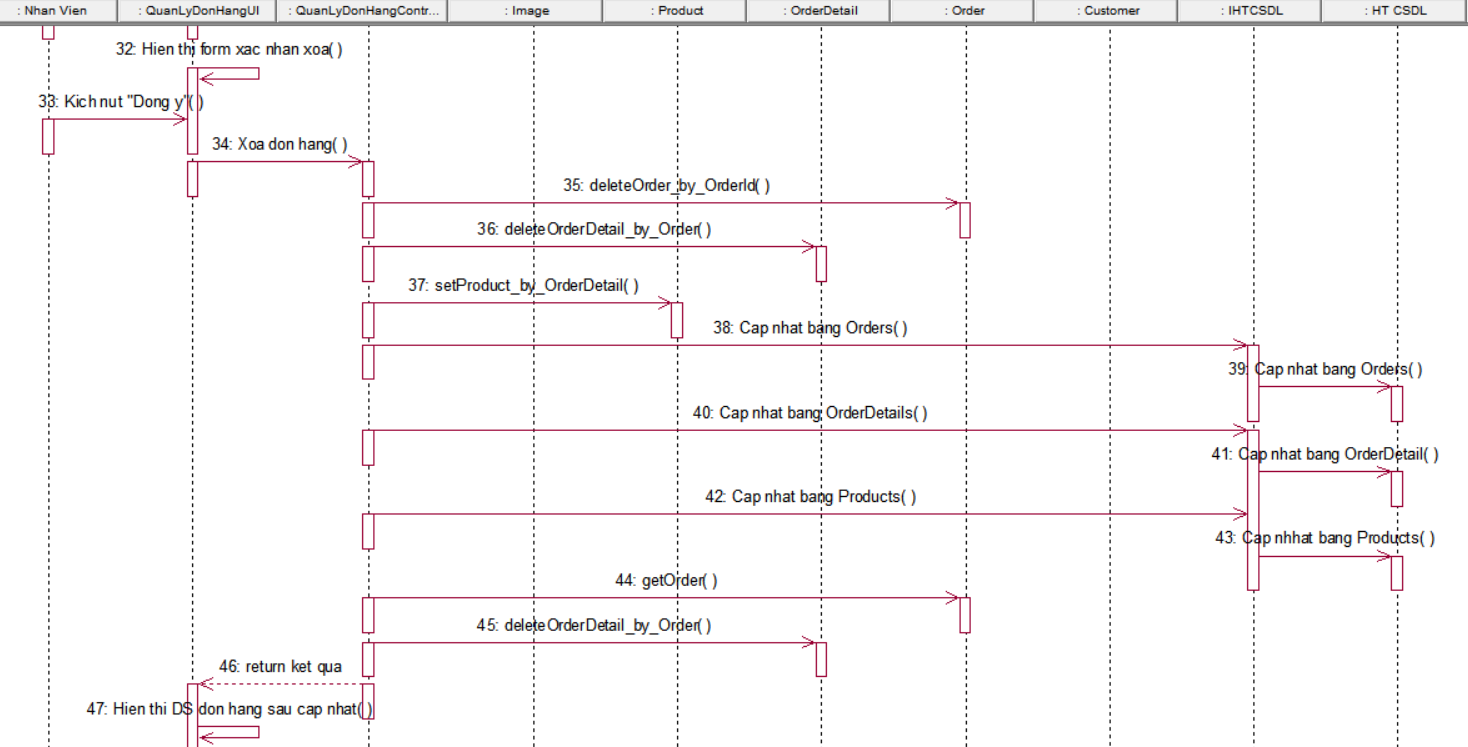 : Nhan Vien
: QuanLyDonHangUI
: QuanLyDonHangContr...
: Image
: Product
: OrderDetail
: Order
: Customer
: IHTCSDL
: HT CSDL
32: Hien thi form xac nhan xoa( )
33: Kich nut "Dong y"( )
34: Xoa don hang( )
35: deleteOrder_by_OrderId( )
36: deleteOrderDetail_by_Order( )
37: setProduct_by_OrderDetail( )
38: Cap nhat bang Orders( )
39: Cap nhat bang Orders( )
40: Cap nhat bang OrderDetails( )
41: Cap nhat bang OrderDetail( )
42: Cap nhat bang Products( )
43: Cap nhhat bang Products( )
44: getOrder( )
45: deleteOrderDetail_by_Order( )
46: return ket qua
47: Hien thi DS don hang sau cap nhat( )